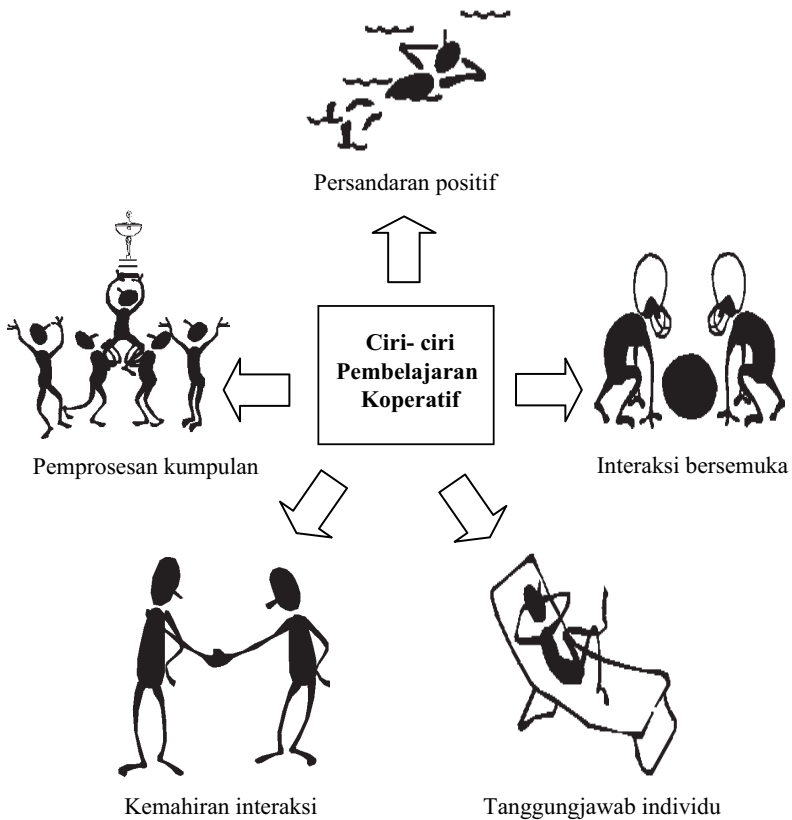 Persandaran positif
Ciri- ciri
Pembelajaran
Koperatif
Pemprosesan kumpulan
Interaksi bersemuka
Kemahiran interaksi
Tanggungjawab individu